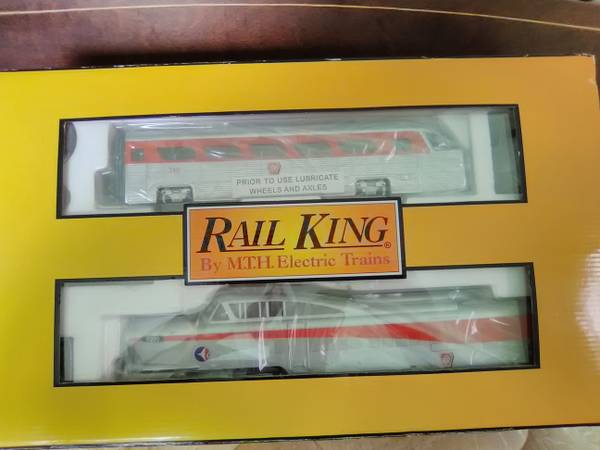 PRIOR TO USE LUBRICATE
WHEELS AND AXLES
RAIL KING®
By M.T.H. Electric Trains